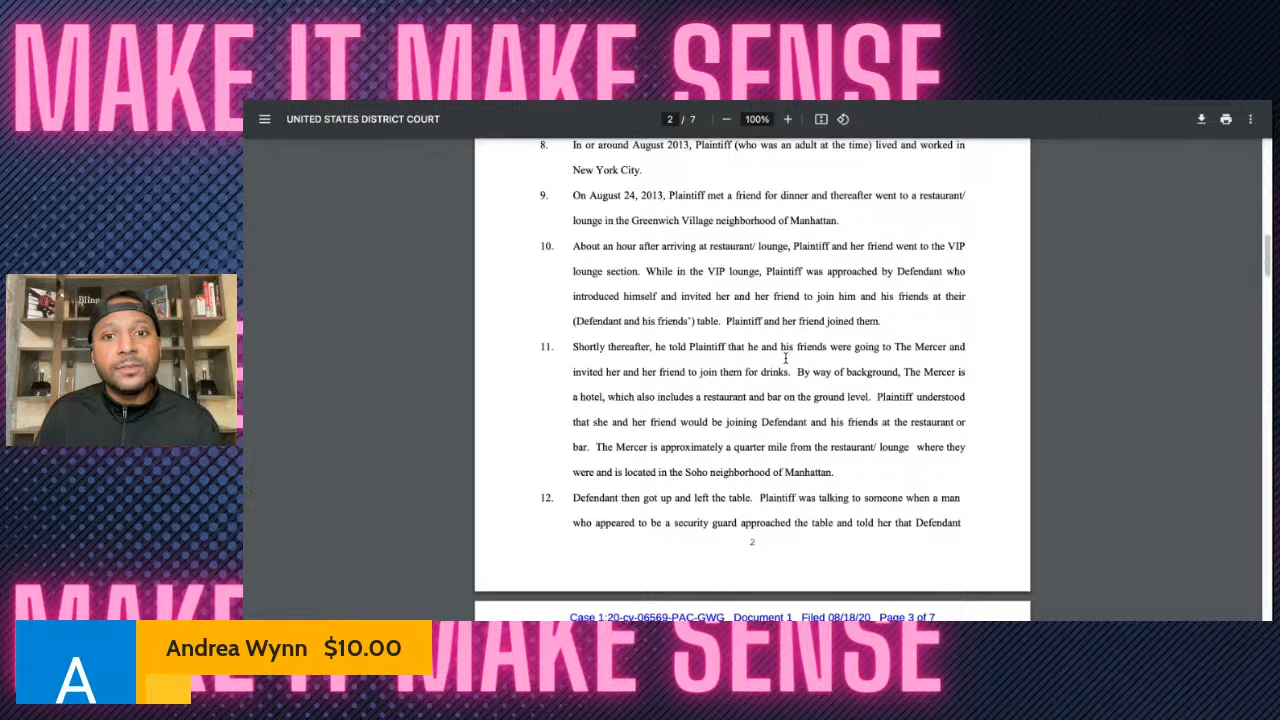 MAKE IT MAKE SENSE
UNITED STATES DISTRICT COURT
2 / 7
100%
8. In or around August 2013, Plaintiff (who was an adult at the time) lived and worked in
New York City.
9. On August 24, 2013, Plaintiff met a friend for dinner and thereafter went to a restaurant/
lounge in the Greenwich Village neighborhood of Manhattan.
10. About an hour after arriving at restaurant/ lounge, Plaintiff and her friend went to the VIP
lounge section. While in the VIP lounge, Plaintiff was approached by Defendant who
introduced himself and invited her and her friend to join him and his friends at their
(Defendant and his friends') table. Plaintiff and her friend joined them.
11. Shortly thereafter, he told Plaintiff that he and his friends were going to The Mercer and
invited her and her friend to join them for drinks. By way of background, The Mercer is
a hotel, which also includes a restaurant and bar on the ground level. Plaintiff understood
that she and her friend would be joining Defendant and his friends at the restaurant or
bar. The Mercer is approximately a quarter mile from the restaurant/ lounge where they
were and is located in the Soho neighborhood of Manhattan.
12. Defendant then got up and left the table. Plaintiff was talking to someone when a man
who appeared to be a security guard approached the table and told her that Defendant
2
Case 1:20-cv-06569-PAC-GWG Document 1 Filed 08/18/20 Page 3 of 7
Bling
MAKE IT MAKE SENSE
A
Andrea Wynn $10.00